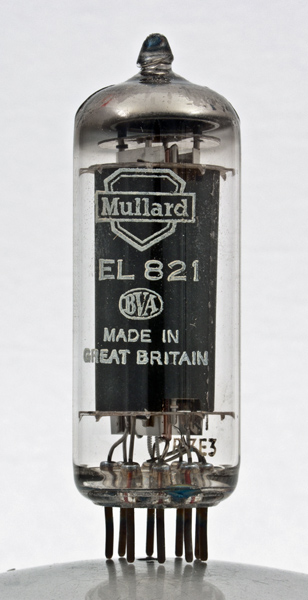 Mullard
EL 821
BVA
MADE IN
GREAT BRITAIN